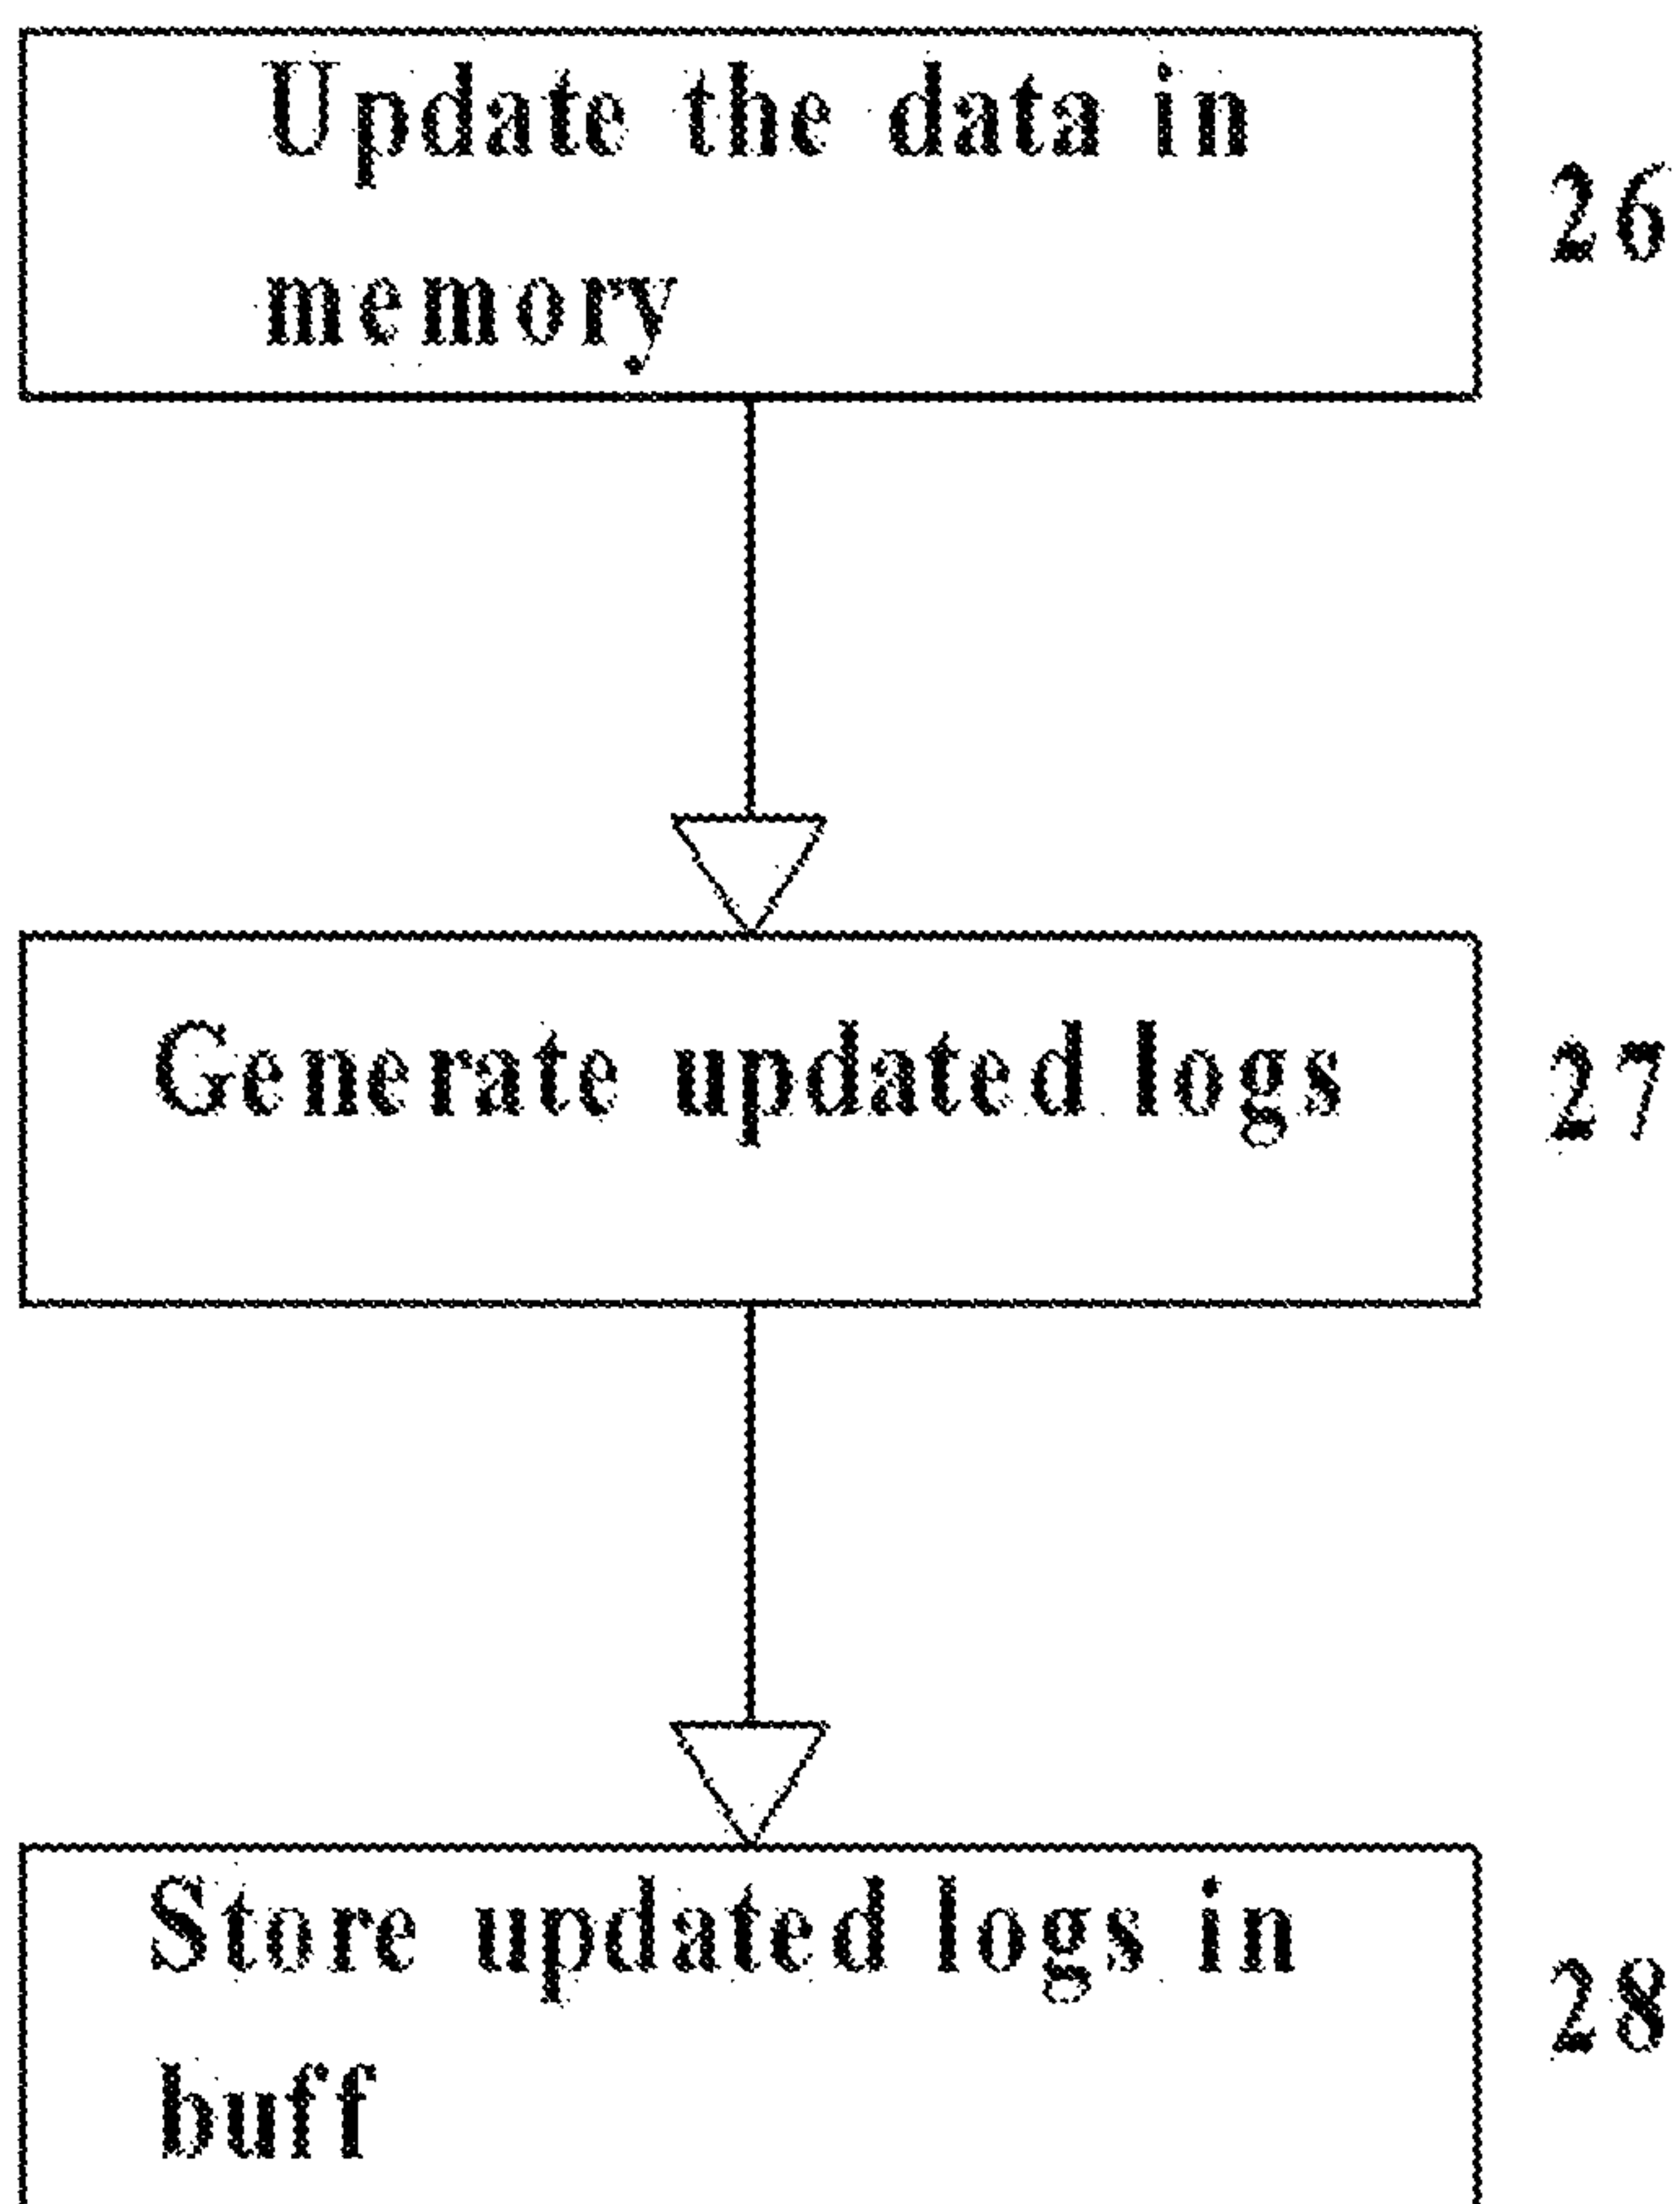 Update the data in
memory
26
Generate updated logs
27
Store updated logs in
buff
28